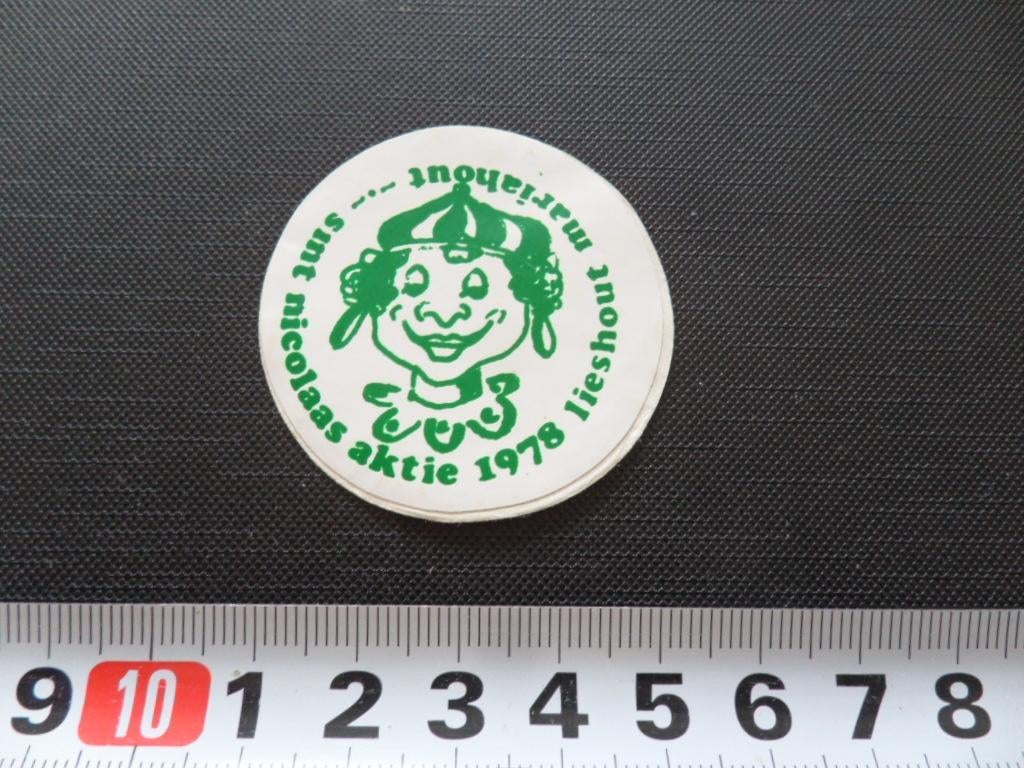 sint nicolaas aktie 1978 lieshout mariahout ~.~
9 10 1 2 3 4 5 6 7 8